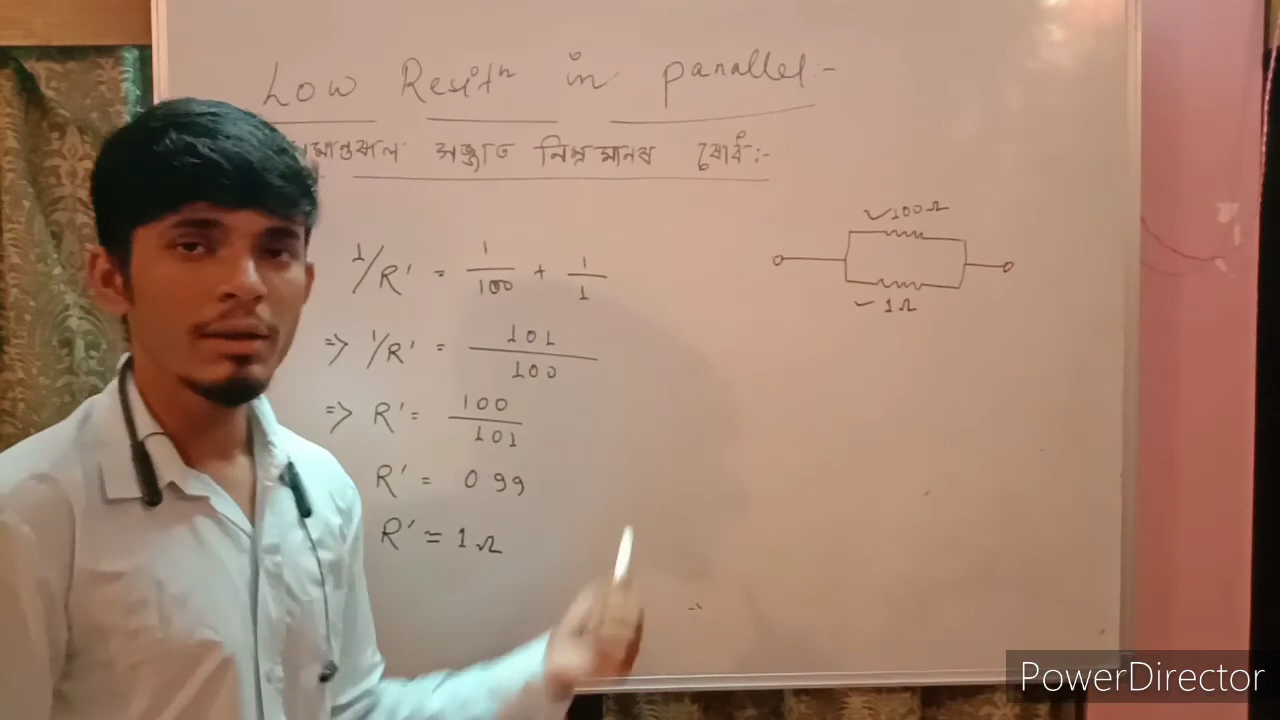 Low Resitⁿ in parallel:-
অজ্ঞাত নিম্নমানৰ ৰোধ:-
1/R' = 1/100 + 1/1
=> 1/R' = 101/100
=> R' = 100/101
R' = 0 99
R' ≃ 1Ω
100Ω
1Ω
PowerDirector